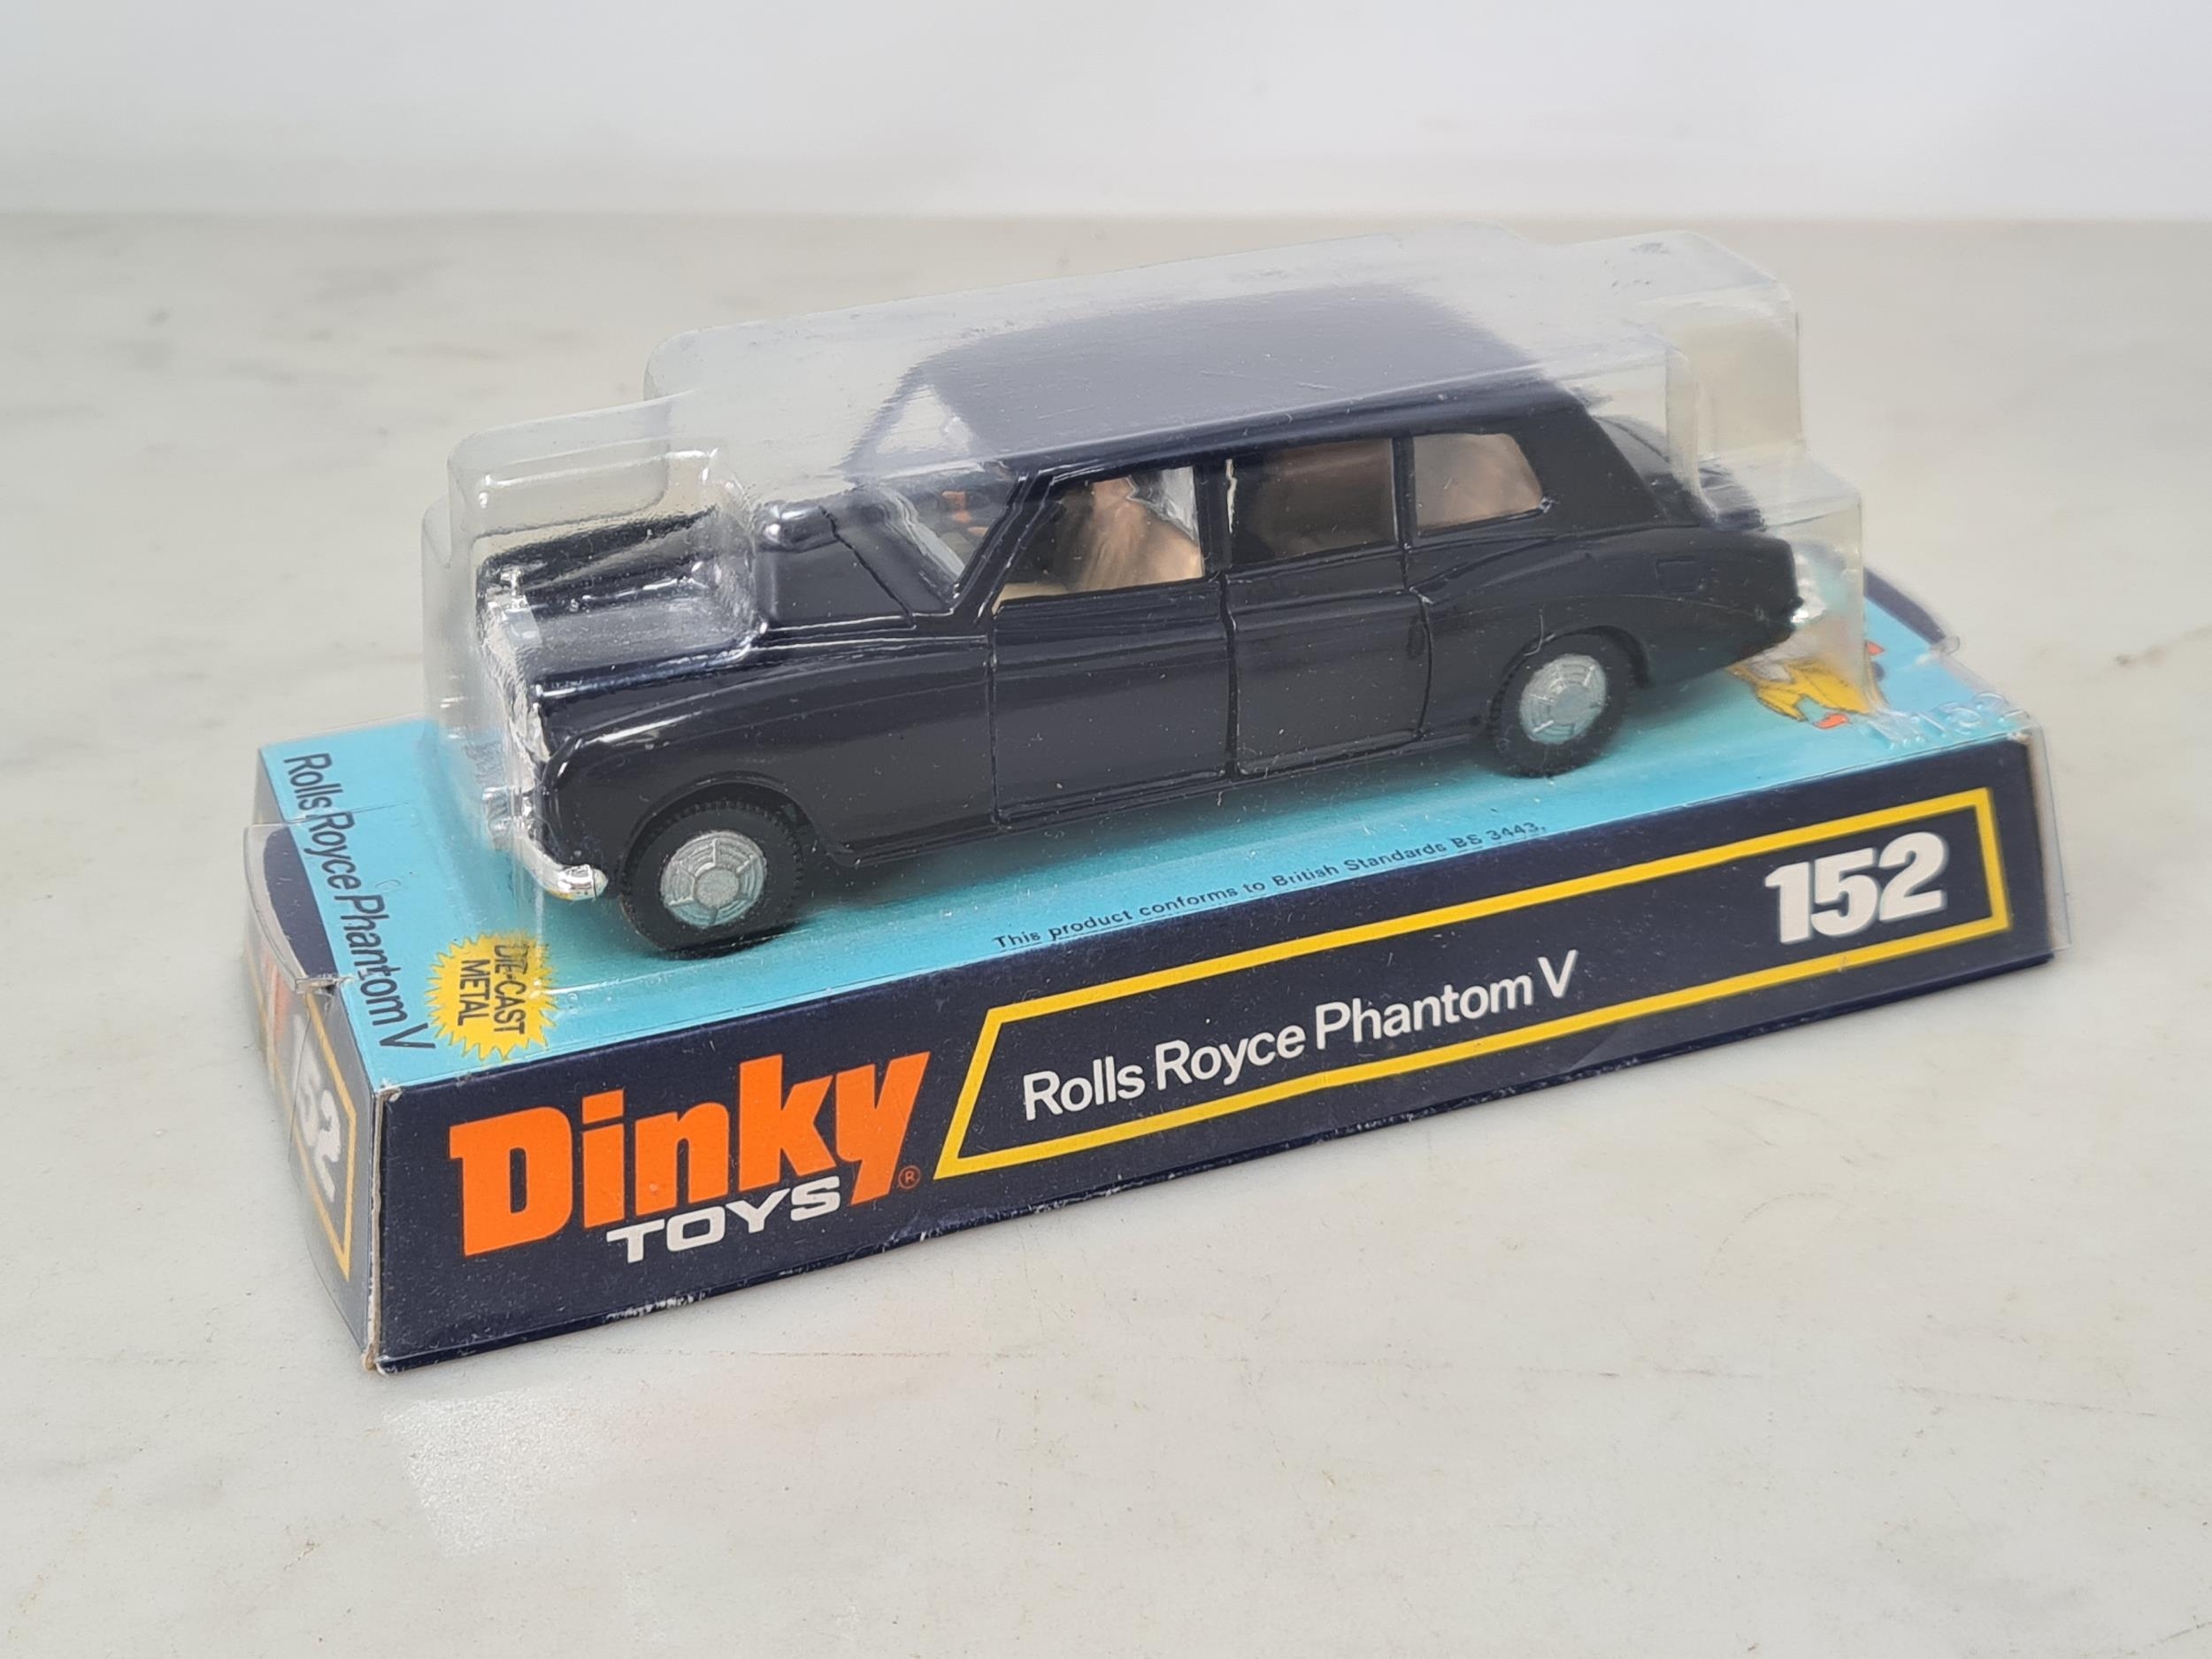 Rolls Royce Phantom V
DIE-CAST
METAL
This product conforms to British Standards BS 3443.
152
Dinky
TOYS
®
Rolls Royce Phantom V
152